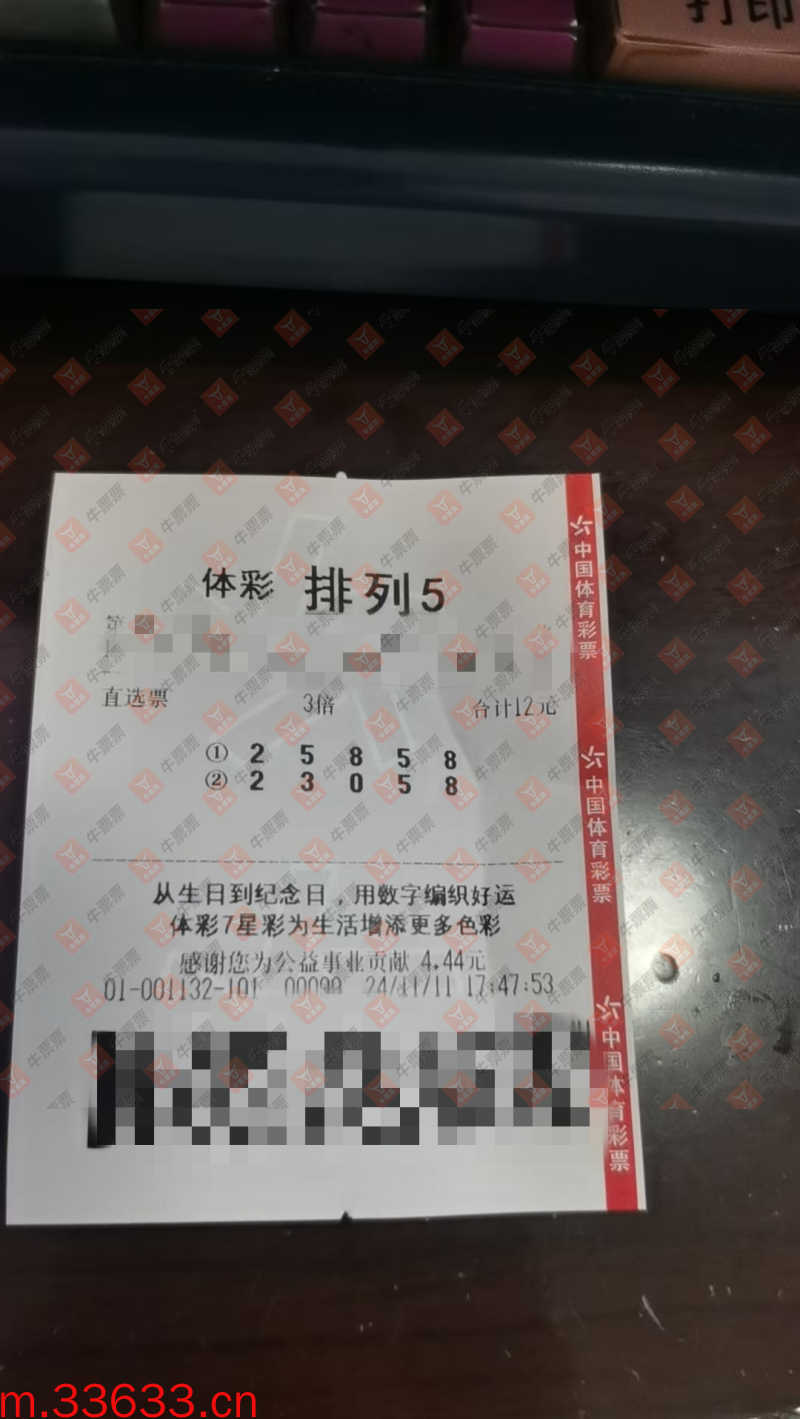 打印
体彩 排列5
第
直选票 3倍 合计12元
① 2 5 8 5 8
② 2 3 0 5 8
从生日到纪念日，用数字编织好运
体彩7星彩为生活增添更多色彩
感谢您为公益事业贡献 4.44元
01-001132-101 00090 24/11/11 17:47:53
中国体育彩票
中国体育彩票
中国体育彩票
牛票票
m.33633.cn